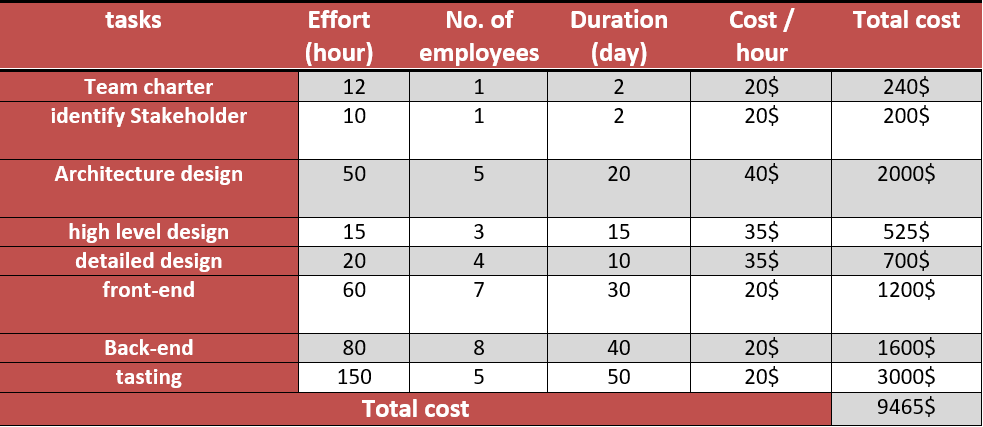 tasks Effort (hour) No. of employees Duration (day) Cost / hour Total cost
Team charter 12 1 2 20$ 240$
identify Stakeholder 10 1 2 20$ 200$
Architecture design 50 5 20 40$ 2000$
high level design 15 3 15 35$ 525$
detailed design 20 4 10 35$ 700$
front-end 60 7 30 20$ 1200$
Back-end 80 8 40 20$ 1600$
tasting 150 5 50 20$ 3000$
Total cost 9465$